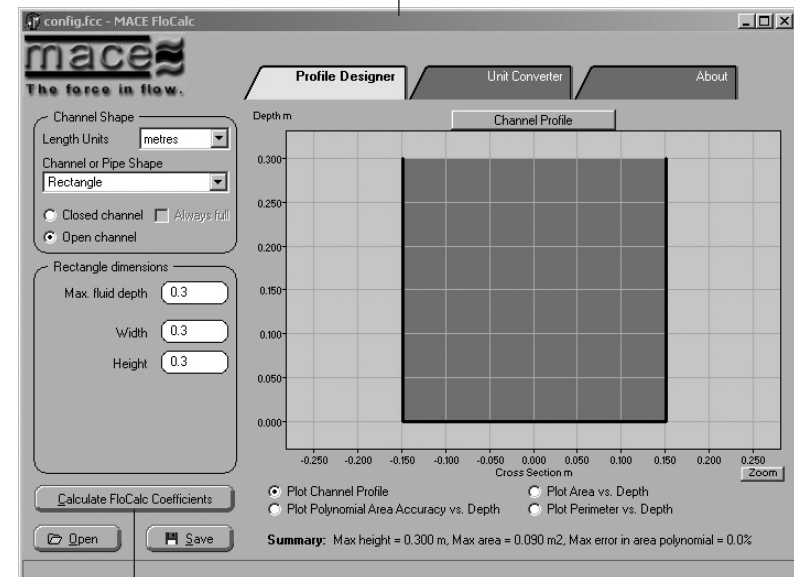 config.fcc - MACE FloCalc
mace
The force in flow.
Profile Designer
Unit Converter
About
Channel Shape
Length Units metres
Channel or Pipe Shape
Rectangle
Closed channel Always full
Open channel
Rectangle dimensions
Max. fluid depth 0.3
Width 0.3
Height 0.3
Calculate FloCalc Coefficients
Open Save
Depth m
Channel Profile
0.300
0.250
0.200
0.150
0.100
0.050
0.000
-0.250 -0.200 -0.150 -0.100 -0.050 0.000 0.050 0.100 0.150 0.200 0.250
Cross Section m
Zoom
Plot Channel Profile Plot Area vs. Depth
Plot Polynomial Area Accuracy vs. Depth Plot Perimeter vs. Depth
Summary: Max height = 0.300 m, Max area = 0.090 m2, Max error in area polynomial = 0.0%